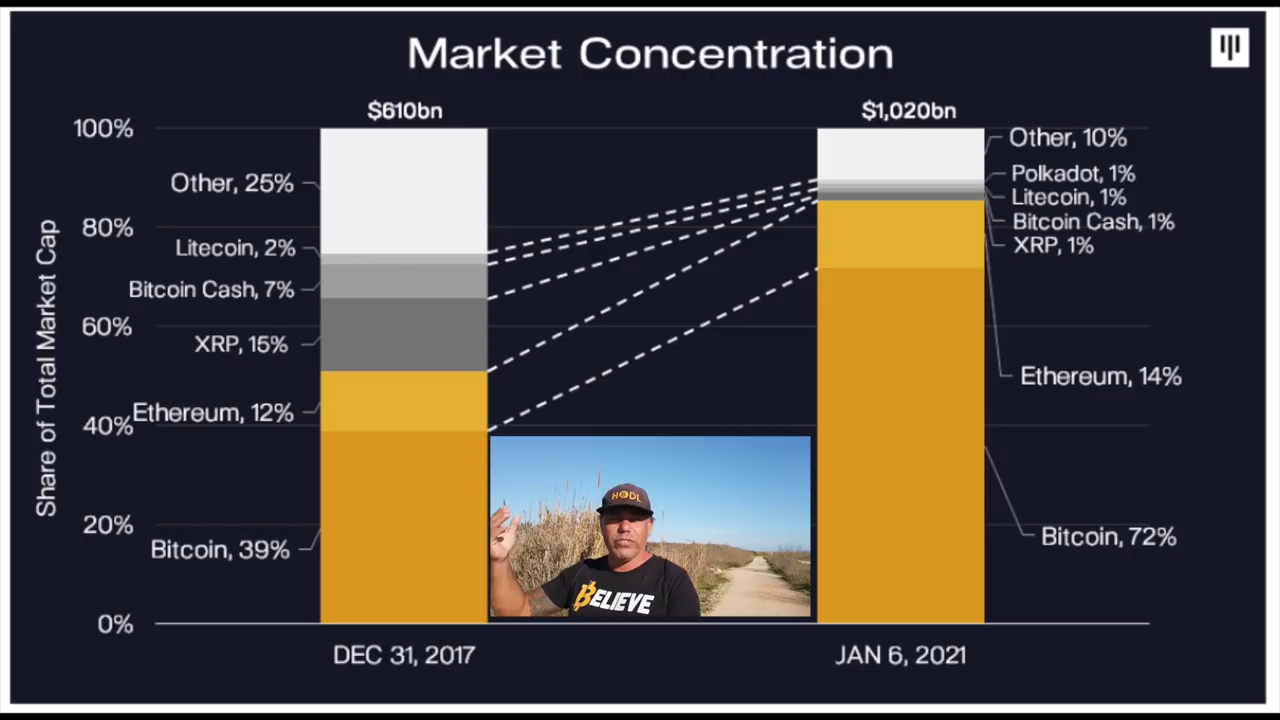 Market Concentration
$610bn
$1,020bn
Share of Total Market Cap
100%
80%
60%
40%
20%
0%
Other, 25%
Litecoin, 2%
Bitcoin Cash, 7%
XRP, 15%
Ethereum, 12%
Bitcoin, 39%
Other, 10%
Polkadot, 1%
Litecoin, 1%
Bitcoin Cash, 1%
XRP, 1%
Ethereum, 14%
Bitcoin, 72%
HODL
BELIEVE
DEC 31, 2017
JAN 6, 2021